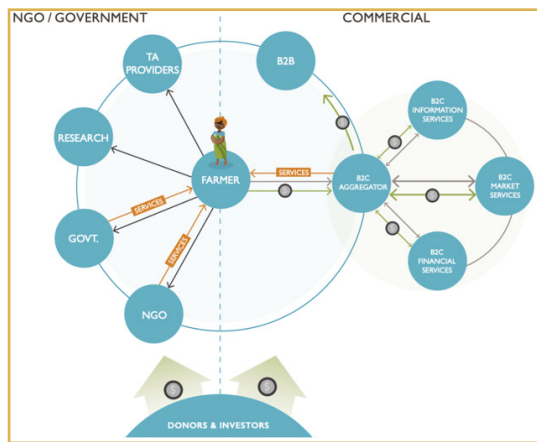 NGO / GOVERNMENT
COMMERCIAL
TA
PROVIDERS
B2B
B2C
INFORMATION
SERVICES
RESEARCH
SERVICES
FARMER
B2C
AGGREGATOR
B2C
MARKET
SERVICES
SERVICES
GOVT.
SERVICES
B2C
FINANCIAL
SERVICES
NGO
DONORS & INVESTORS